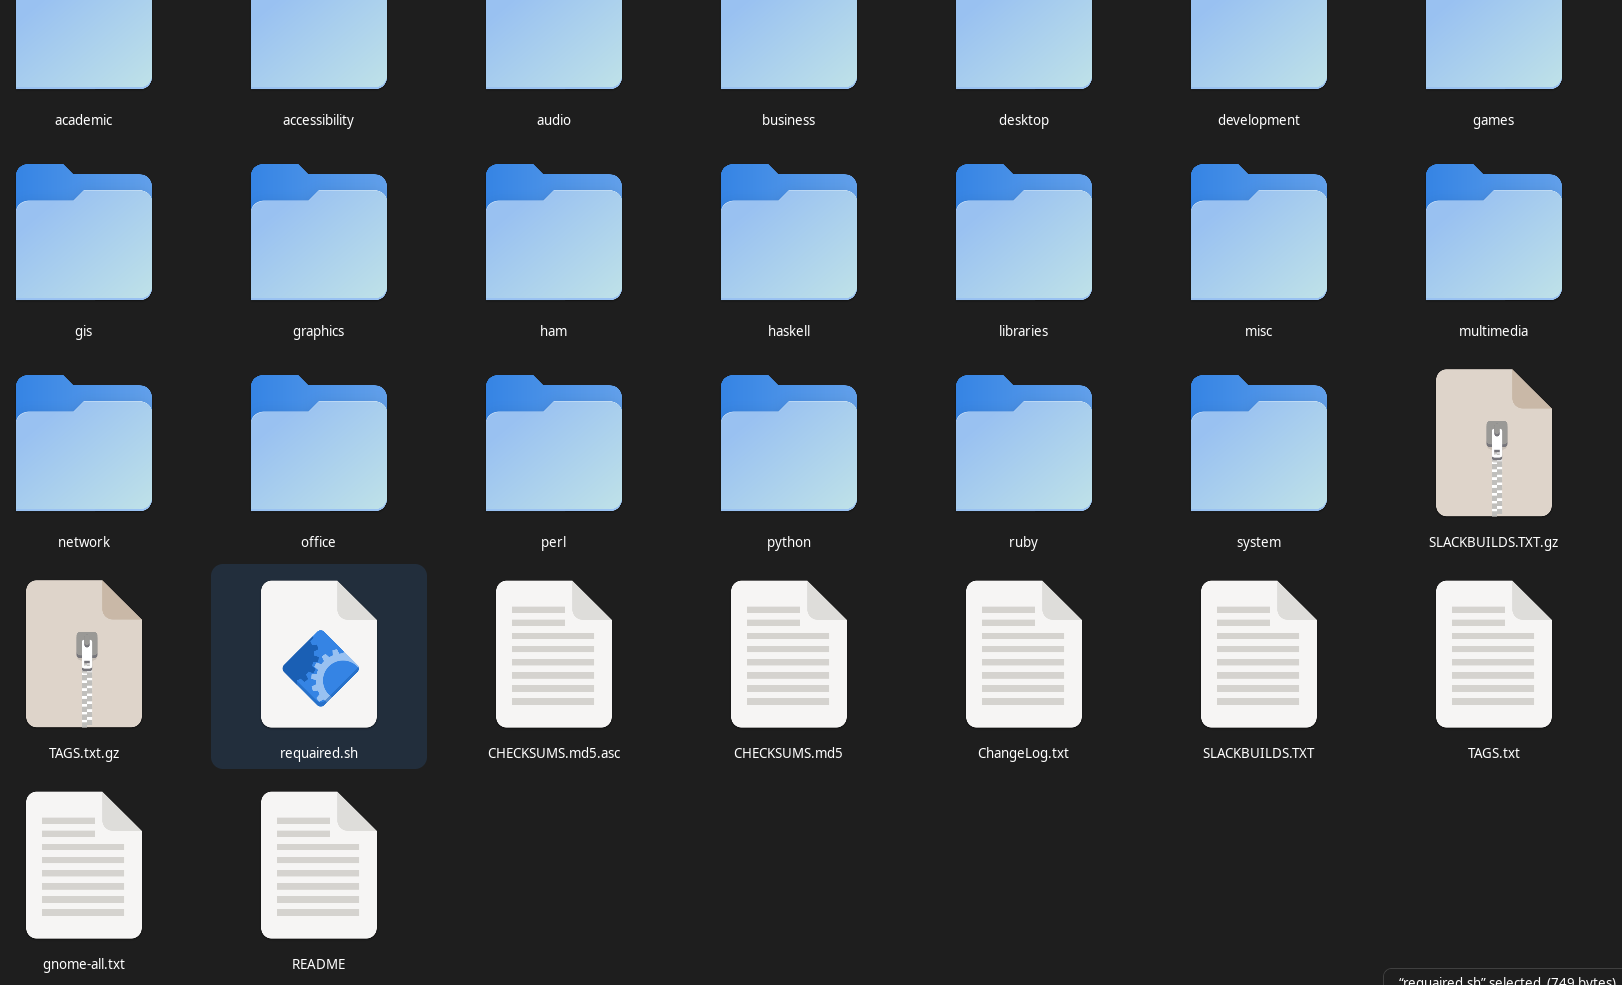 academic
accessibility
audio
business
desktop
development
games
gis
graphics
ham
haskell
libraries
misc
multimedia
network
office
perl
python
ruby
system
SLACKBUILDS.TXT.gz
TAGS.txt.gz
requaired.sh
CHECKSUMS.md5.asc
CHECKSUMS.md5
ChangeLog.txt
SLACKBUILDS.TXT
TAGS.txt
gnome-all.txt
README
“requaired.sh” selected (749 bytes)